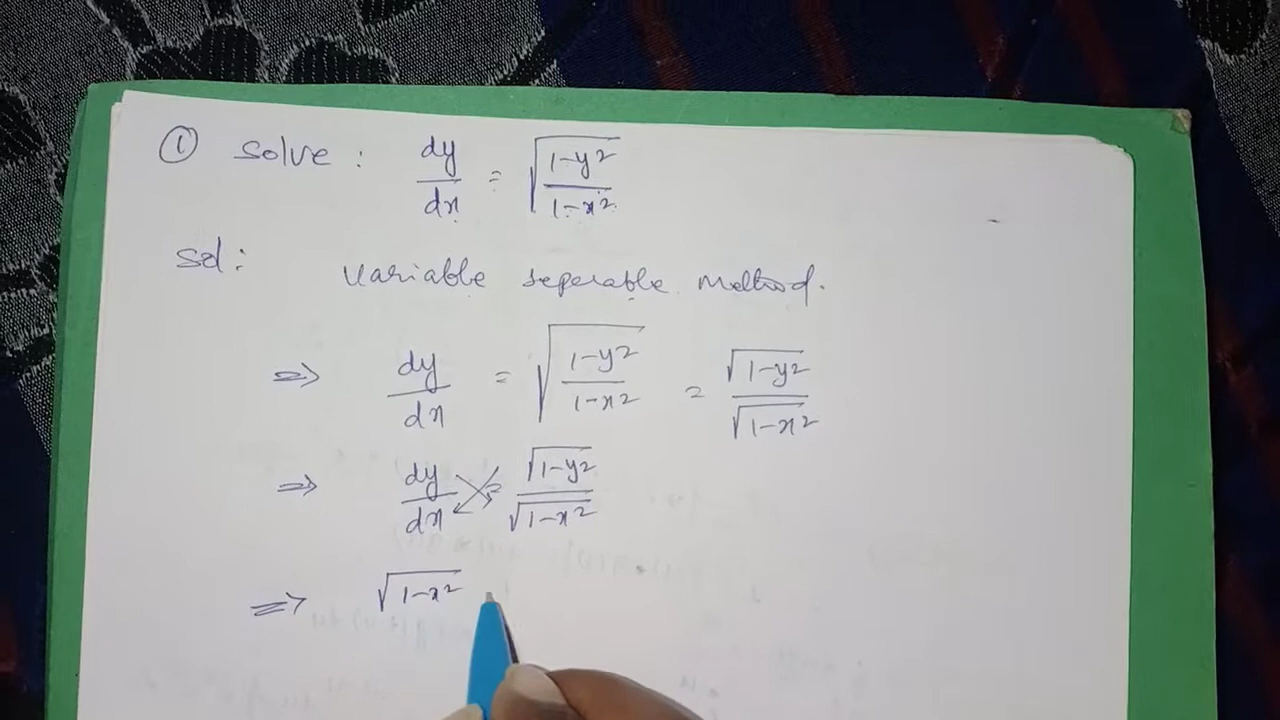 ① Solve : dy/dx = √((1-y²)/(1-x²))
Sol :
Variable seperable Method.
⇒ dy/dx = √((1-y²)/(1-x²)) = √(1-y²)/√(1-x²)
⇒ dy/dx = √(1-y²)/√(1-x²)
⇒ √(1-x²)